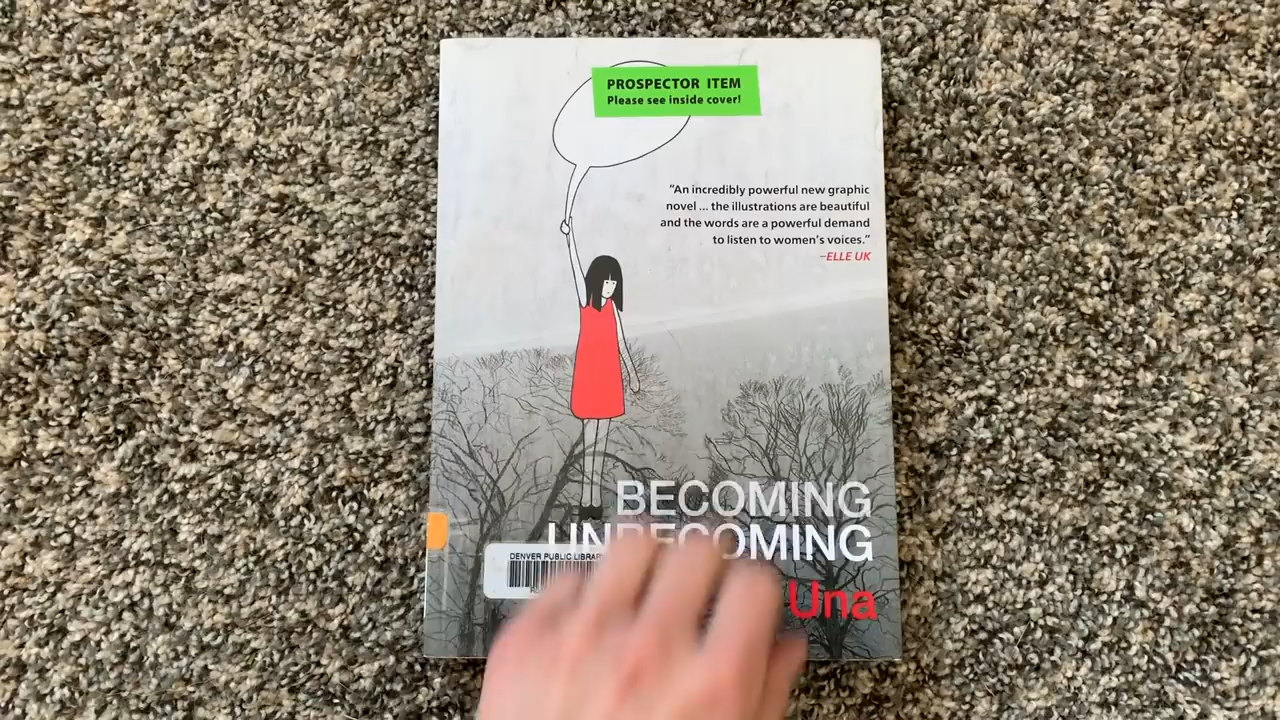 PROSPECTOR ITEM
Please see inside cover!
“An incredibly powerful new graphic
novel ... the illustrations are beautiful
and the words are a powerful demand
to listen to women’s voices.”
–ELLE UK
BECOMING
UNBECOMING
DENVER PUBLIC LIBRARY
Una